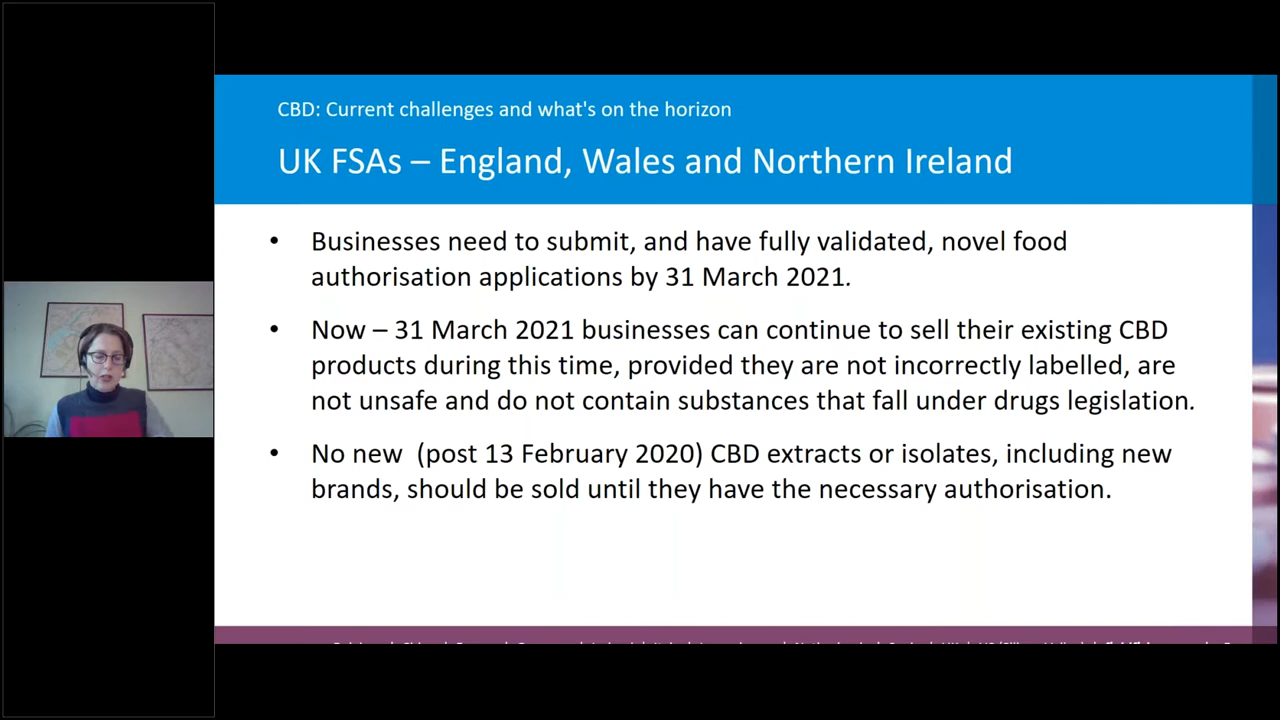 CBD: Current challenges and what's on the horizon
UK FSAs – England, Wales and Northern Ireland
• Businesses need to submit, and have fully validated, novel food
authorisation applications by 31 March 2021.
• Now – 31 March 2021 businesses can continue to sell their existing CBD
products during this time, provided they are not incorrectly labelled, are
not unsafe and do not contain substances that fall under drugs legislation.
• No new (post 13 February 2020) CBD extracts or isolates, including new
brands, should be sold until they have the necessary authorisation.